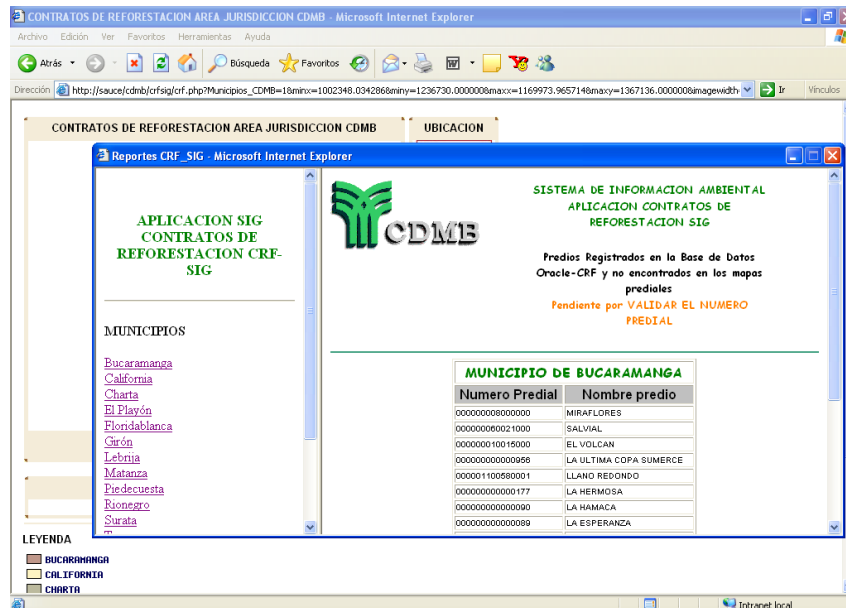 CONTRATOS DE REFORESTACION AREA JURISDICCION CDMB - Microsoft Internet Explorer
Archivo Edición Ver Favoritos Herramientas Ayuda
Atrás Búsqueda Favoritos
Dirección http://sauce/cdmb/crfsig/crf.php?Municipios_CDMB=1&minx=1002348.034286&miny=1236730.000000&maxx=1169973.965714&maxy=1367136.000000&imagewidth Ir Vínculos
CONTRATOS DE REFORESTACION AREA JURISDICCION CDMB UBICACION
Reportes CRF_SIG - Microsoft Internet Explorer
APLICACION SIG
CONTRATOS DE
REFORESTACION CRF-
SIG
MUNICIPIOS
Bucaramanga
California
Charta
El Playón
Floridablanca
Girón
Lebrija
Matanza
Piedecuesta
Rionegro
Surata
CDMB
SISTEMA DE INFORMACION AMBIENTAL
APLICACION CONTRATOS DE
REFORESTACION SIG
Predios Registrados en la Base de Datos
Oracle-CRF y no encontrados en los mapas
prediales
Pendiente por VALIDAR EL NUMERO
PREDIAL
MUNICIPIO DE BUCARAMANGA
Numero Predial Nombre predio
000000008000000 MIRAFLORES
000000060021000 SALVIAL
000000010015000 EL VOLCAN
000000000000956 LA ULTIMA COPA SUMERCE
000001100580001 LLANO REDONDO
000000000000177 LA HERMOSA
000000000000090 LA HAMACA
000000000000089 LA ESPERANZA
LEYENDA
BUCARAMANGA
CALIFORNIA
CHARTA
Intranet local